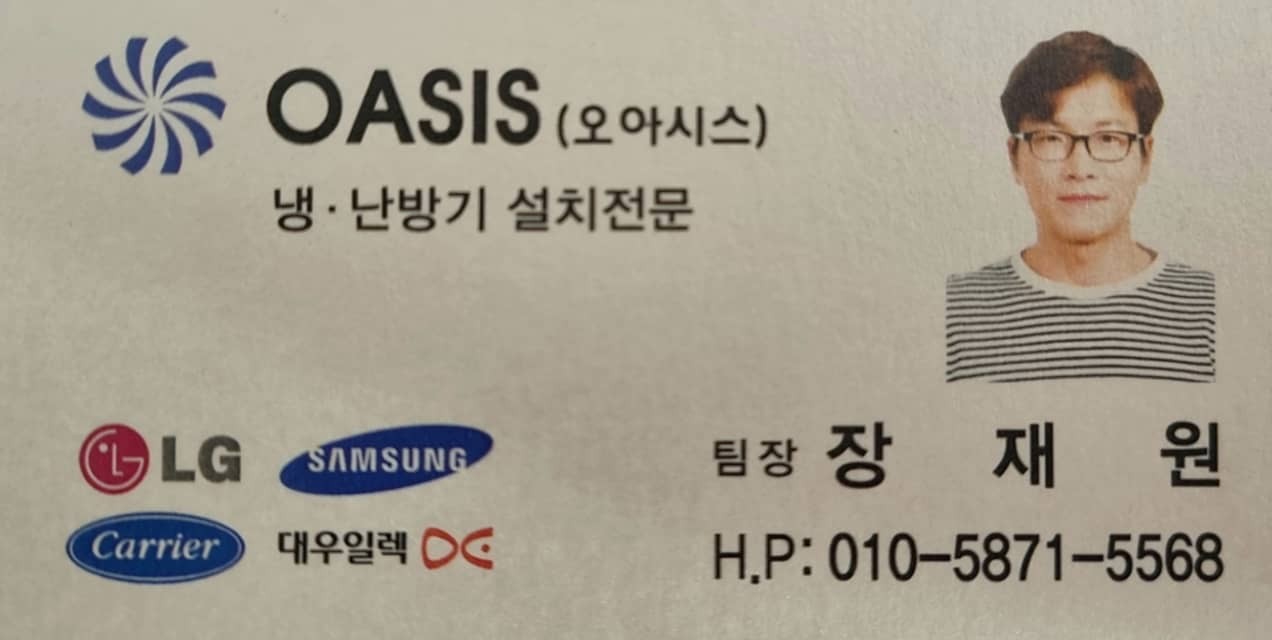 OASIS (오아시스)
냉·난방기 설치전문
LG SAMSUNG
Carrier 대우일렉
팀장 장 재 원
H.P: 010-5871-5568